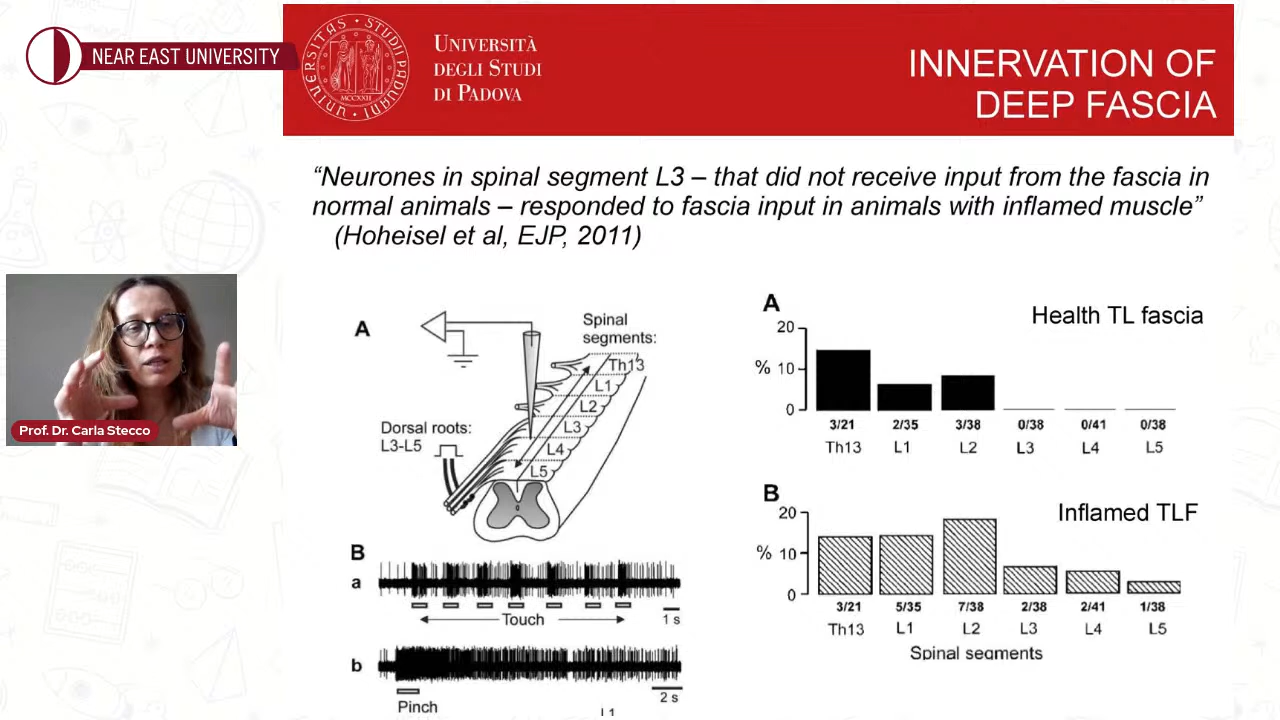 NEAR EAST UNIVERSITY
UNIVERSITAS STUDII PADUANI
MCCXXII
UNIVERSITÀ
DEGLI STUDI
DI PADOVA
INNERVATION OF
DEEP FASCIA
“Neurones in spinal segment L3 – that did not receive input from the fascia in
normal animals – responded to fascia input in animals with inflamed muscle”
(Hoheisel et al, EJP, 2011)
Prof. Dr. Carla Stecco
A
Spinal
segments:
Th13
L1
L2
L3
L4
L5
Dorsal roots:
L3-L5
B
a
Touch
1 s
b
2 s
Pinch
L1
A
Health TL fascia
20
% 10
0
3/21 2/35 3/38 0/38 0/41 0/38
Th13 L1 L2 L3 L4 L5
B
Inflamed TLF
20
% 10
0
3/21 5/35 7/38 2/38 2/41 1/38
Th13 L1 L2 L3 L4 L5
Spinal segments